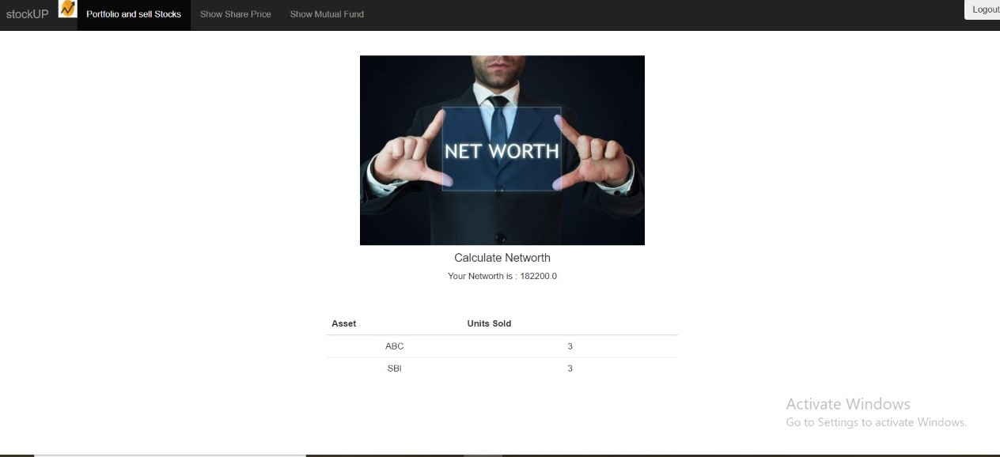 stockUP Portfolio and sell Stocks Show Share Price Show Mutual Fund Logout
NET WORTH
Calculate Networth
Your Networth is : 182200.0
Asset Units Sold
ABC 3
SBI 3
Activate Windows
Go to Settings to activate Windows.